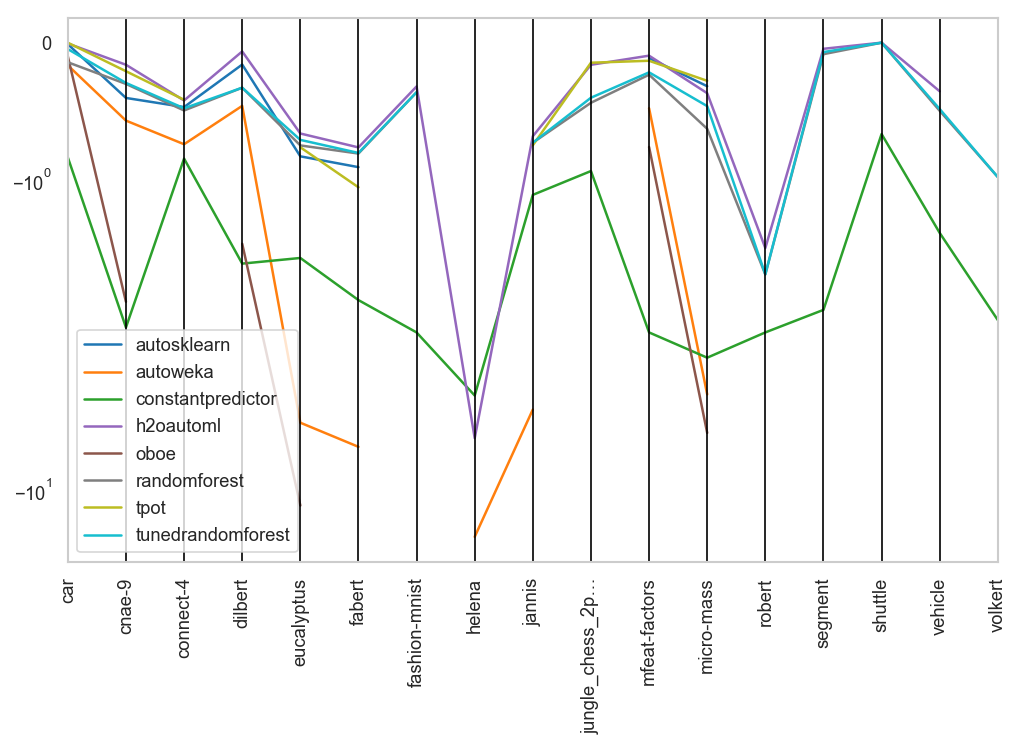 0
−10⁰
−10¹
autosklearn
autoweka
constantpredictor
h2oautoml
oboe
randomforest
tpot
tunedrandomforest
car
cnae-9
connect-4
dilbert
eucalyptus
fabert
fashion-mnist
helena
jannis
jungle_chess_2p…
mfeat-factors
micro-mass
robert
segment
shuttle
vehicle
volkert